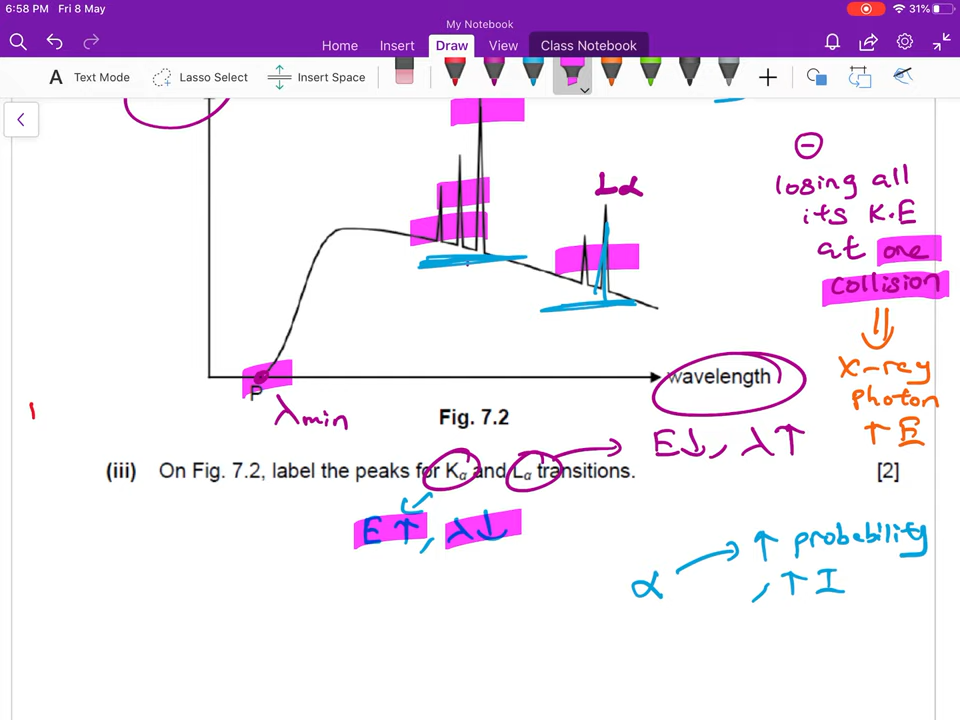 6:58 PM Fri 8 May
31%
My Notebook
Home Insert Draw View Class Notebook
Text Mode Lasso Select Insert Space
Lα
losing all
its K.E
at one
collision
x-ray
photon
↑ E
P
λmin
wavelength
Fig. 7.2
E↓, λ↑
(iii) On Fig. 7.2, label the peaks for Kα and Lα transitions. [2]
E↑, λ↓
α → ↑ probability
, ↑ I